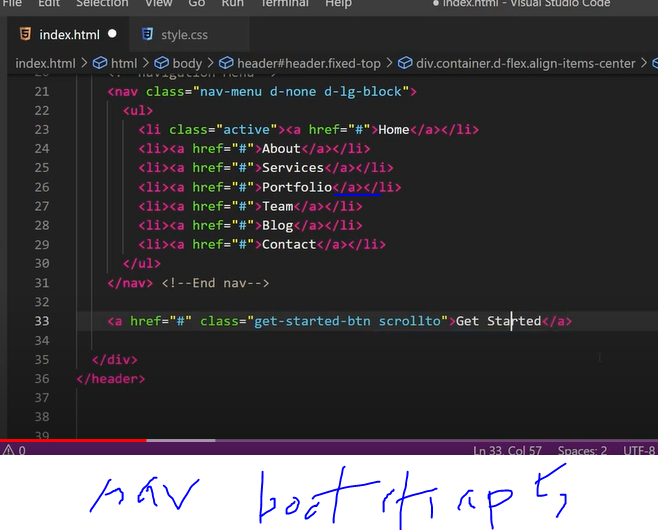 File Edit Selection View Go Run Terminal Help ● index.html - Visual Studio Code
index.html ● style.css
index.html > html > body > header#header.fixed-top > div.container.d-flex.align-items-center >
21 <nav class="nav-menu d-none d-lg-block">
22 <ul>
23 <li class="active"><a href="#">Home</a></li>
24 <li><a href="#">About</a></li>
25 <li><a href="#">Services</a></li>
26 <li><a href="#">Portfolio</a></li>
27 <li><a href="#">Team</a></li>
28 <li><a href="#">Blog</a></li>
29 <li><a href="#">Contact</a></li>
30 </ul>
31 </nav> <!--End nav-->
32
33 <a href="#" class="get-started-btn scrollto">Get Started</a>
34
35 </div>
36 </header>
37
38
39
0 Ln 33, Col 57 Spaces: 2 UTF-8
nav